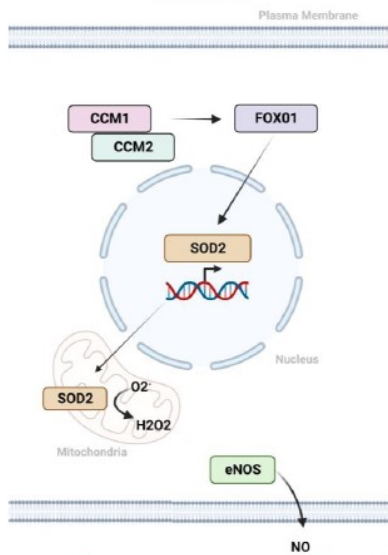 Plasma Membrane
CCM1
FOX01
CCM2
SOD2
Nucleus
SOD2
O2⁻
H2O2
Mitochondria
eNOS
NO